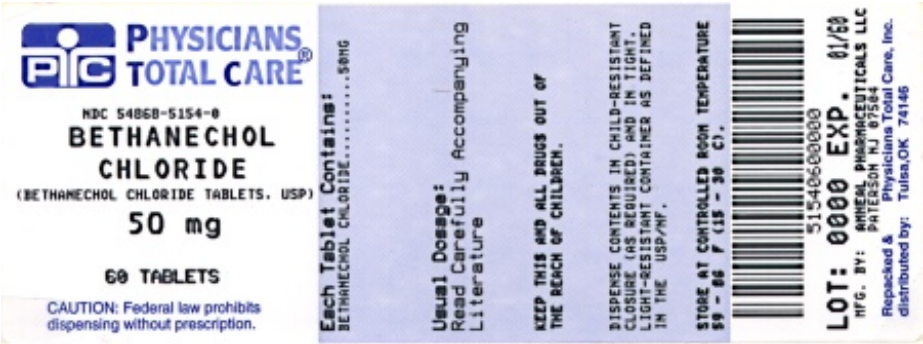 PIC
PHYSICIANS
TOTAL CARE®
NDC 54868-5154-0
BETHANECHOL
CHLORIDE
(BETHANECHOL CHLORIDE TABLETS, USP)
50 mg
60 TABLETS
CAUTION: Federal law prohibits
dispensing without prescription.
Each Tablet Contains:
BETHANECHOL CHLORIDE..........50MG
Usual Dosage:
Read Carefully Accompanying
Literature
KEEP THIS AND ALL DRUGS OUT OF
THE REACH OF CHILDREN.
DISPENSE CONTENTS IN CHILD-RESISTANT
CLOSURE (AS REQUIRED) AND IN TIGHT,
LIGHT-RESISTANT CONTAINER AS DEFINED
IN THE USP/NF.
STORE AT CONTROLLED ROOM TEMPERATURE
59 - 86 F (15 - 30 C).
51540600000
LOT: 0000 EXP. 01/60
MFG. BY: AMNEAL PHARMACEUTICALS LLC
PATERSON NJ 07504
Repacked & Physicians Total Care, Inc.
distributed by: Tulsa,OK 74146